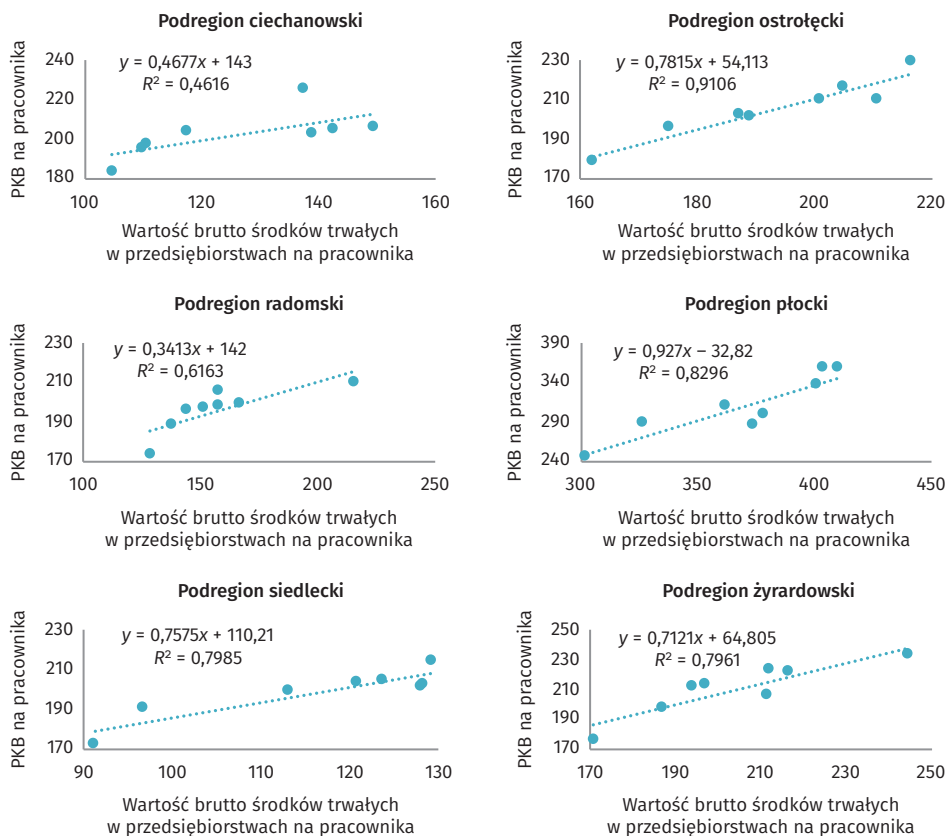 Podregion ciechanowski
PKB na pracownika
240
220
200
180
y = 0,4677x + 143
R² = 0,4616
100 120 140 160
Wartość brutto środków trwałych
w przedsiębiorstwach na pracownika
Podregion ostrołęcki
PKB na pracownika
230
210
190
170
y = 0,7815x + 54,113
R² = 0,9106
160 180 200 220
Wartość brutto środków trwałych
w przedsiębiorstwach na pracownika
Podregion radomski
PKB na pracownika
230
210
190
170
y = 0,3413x + 142
R² = 0,6163
100 150 200 250
Wartość brutto środków trwałych
w przedsiębiorstwach na pracownika
Podregion płocki
PKB na pracownika
390
340
290
240
y = 0,927x – 32,82
R² = 0,8296
300 350 400 450
Wartość brutto środków trwałych
w przedsiębiorstwach na pracownika
Podregion siedlecki
PKB na pracownika
230
210
190
170
y = 0,7575x + 110,21
R² = 0,7985
90 100 110 120 130
Wartość brutto środków trwałych
w przedsiębiorstwach na pracownika
Podregion żyrardowski
PKB na pracownika
250
230
210
190
170
y = 0,7121x + 64,805
R² = 0,7961
170 190 210 230 250
Wartość brutto środków trwałych
w przedsiębiorstwach na pracownika